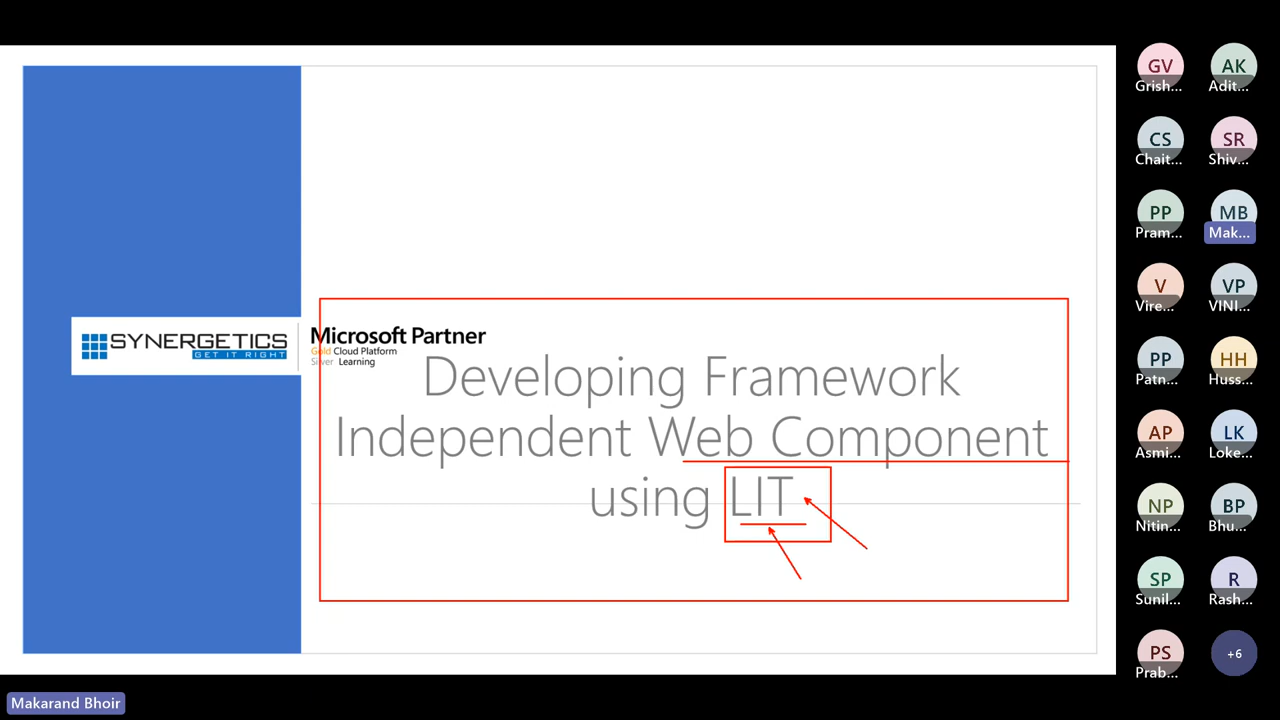 SYNERGETICS
GET IT RIGHT
Microsoft Partner
Gold Cloud Platform
Silver Learning
Developing Framework
Independent Web Component
using LIT
GV
Grish...
AK
Adit...
CS
Chait...
SR
Shiv...
PP
Pram...
MB
Mak...
V
Vire...
VP
VINI...
PP
Patn...
HH
Huss...
AP
Asmi...
LK
Loke...
NP
Nitin...
BP
Bhu...
SP
Sunil...
R
Rash...
PS
Prab...
+6
Makarand Bhoir